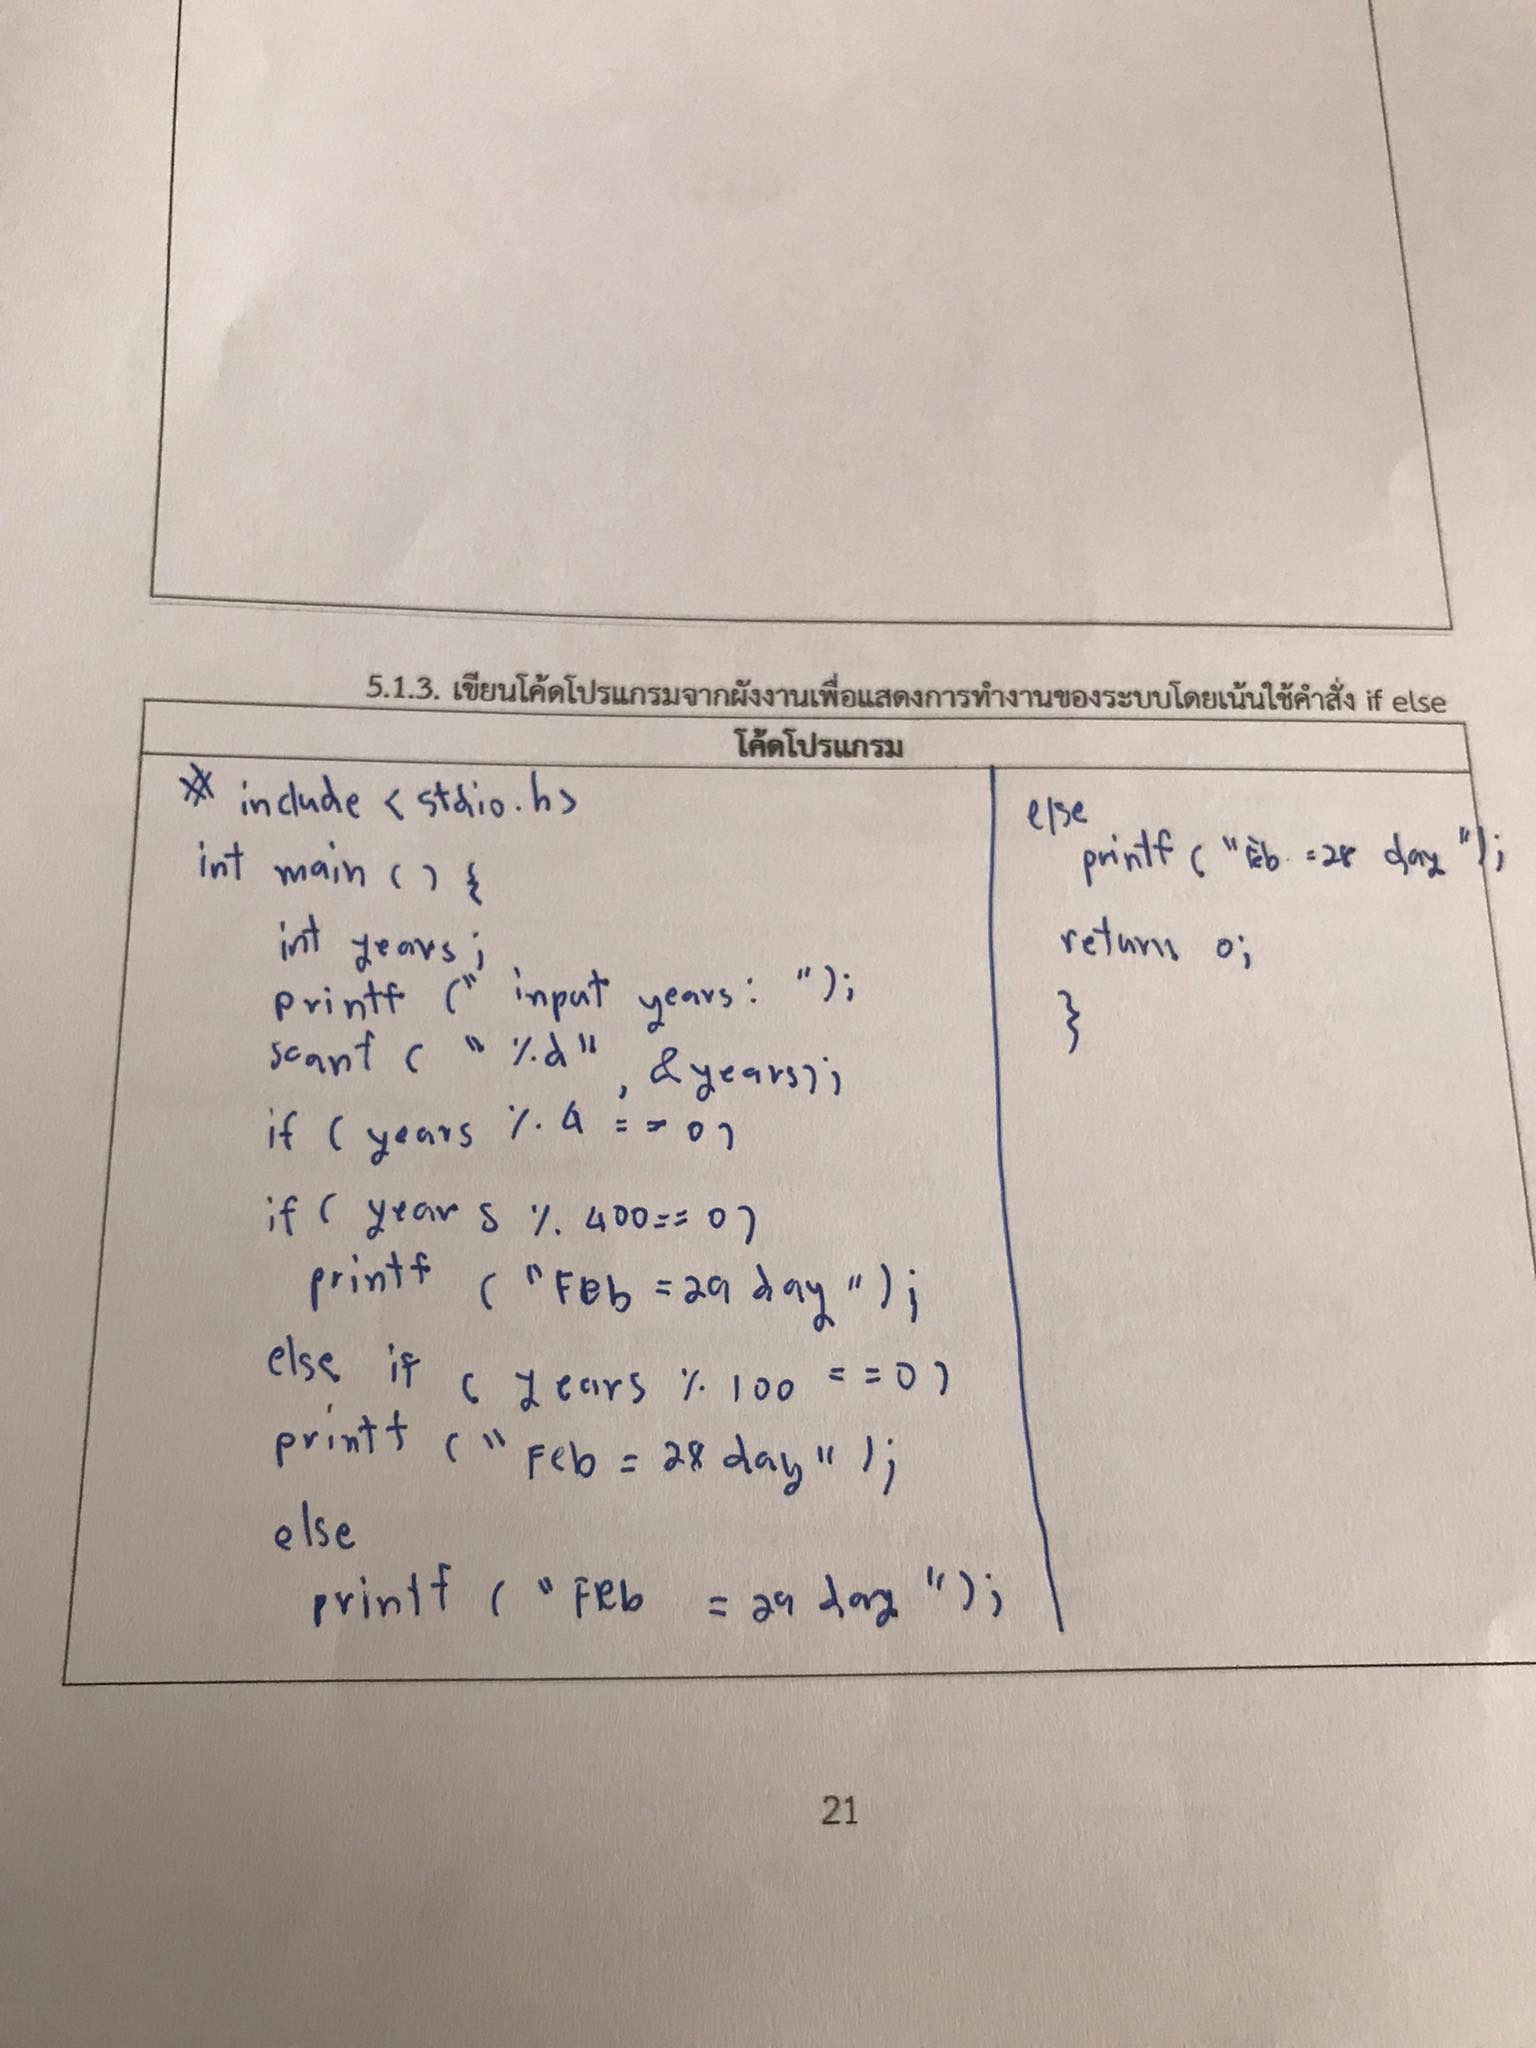 5.1.3. เขียนโค้ดโปรแกรมจากผังงานเพื่อแสดงการทำงานของระบบโดยเน้นใช้คำสั่ง if else
โค้ดโปรแกรม
# include < stdio.h>
int main () {
int years;
printf (" input years: ");
scanf ( " %d" , &years);
if ( years % 4 == 0)
if ( years % 400== 0)
printf ( "Feb = 29 day ");
else if ( years % 100 == 0)
printf ( " Feb = 28 day" );
else
printf ( " Feb = 29 day ");
else
printf ( " Feb = 28 day ");
return 0;
}
21